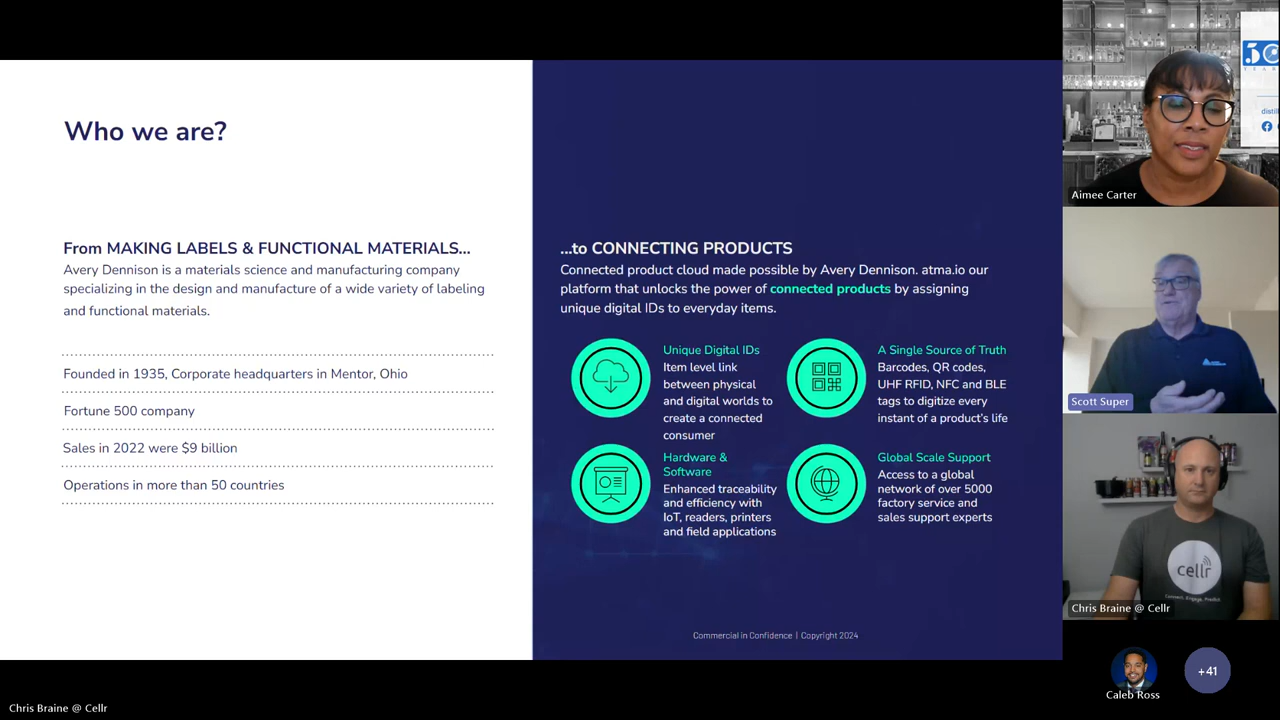 Who we are?
From MAKING LABELS & FUNCTIONAL MATERIALS...
Avery Dennison is a materials science and manufacturing company
specializing in the design and manufacture of a wide variety of labeling
and functional materials.
Founded in 1935, Corporate headquarters in Mentor, Ohio
Fortune 500 company
Sales in 2022 were $9 billion
Operations in more than 50 countries
...to CONNECTING PRODUCTS
Connected product cloud made possible by Avery Dennison. atma.io our
platform that unlocks the power of connected products by assigning
unique digital IDs to everyday items.
Unique Digital IDs
Item level link
between physical
and digital worlds to
create a connected
consumer
A Single Source of Truth
Barcodes, QR codes,
UHF RFID, NFC and BLE
tags to digitize every
instant of a product's life
Hardware &
Software
Enhanced traceability
and efficiency with
IoT, readers, printers
and field applications
Global Scale Support
Access to a global
network of over 5000
factory service and
sales support experts
Commercial in Confidence | Copyright 2024
Aimee Carter
Scott Super
cellr
Connect. Engage.
Chris Braine @ Cellr
Caleb Ross
+41
Chris Braine @ Cellr